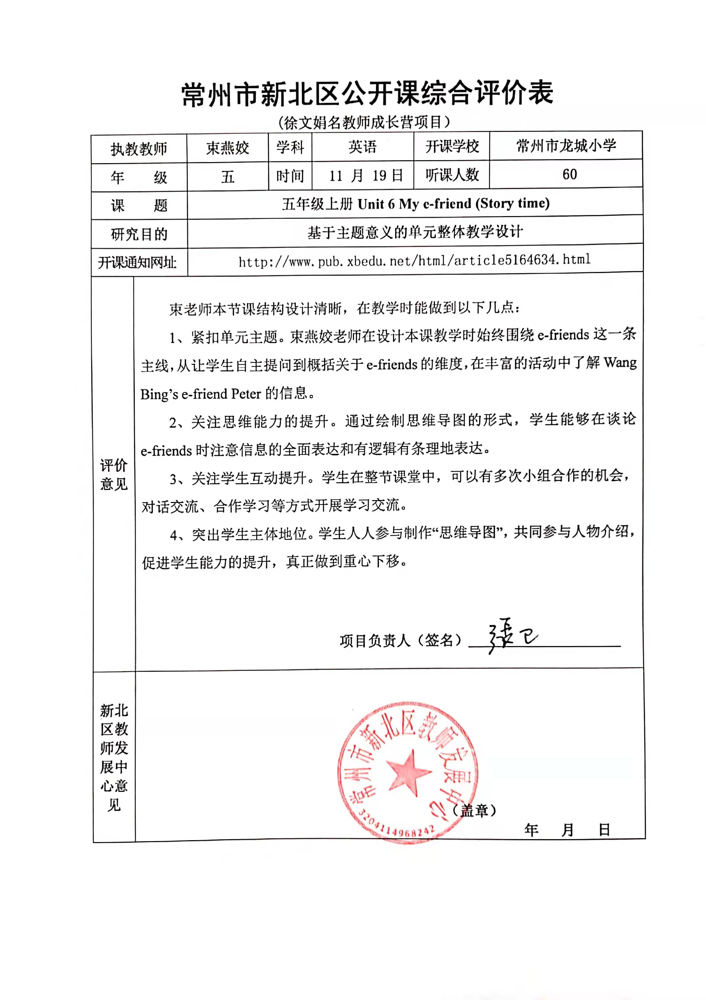 常州市新北区公开课综合评价表
(徐文娟名教师成长营项目)
执教教师 束燕姣 学科 英语 开课学校 常州市龙城小学
年 级 五 时间 11 月 19 日 听课人数 60
课 题 五年级上册 Unit 6 My e-friend (Story time)
研究目的 基于主题意义的单元整体教学设计
开课通知网址 http://www.pub.xbedu.net/html/article5164634.html
评价
意见
束老师本节课结构设计清晰，在教学时能做到以下几点：
1、紧扣单元主题。束燕姣老师在设计本课教学时始终围绕 e-friends 这一条
主线，从让学生自主提问到概括关于 e-friends 的维度，在丰富的活动中了解 Wang
Bing’s e-friend Peter 的信息。
2、关注思维能力的提升。通过绘制思维导图的形式，学生能够在谈论
e-friends 时注意信息的全面表达和有逻辑有条理地表达。
3、关注学生互动提升。学生在整节课堂中，可以有多次小组合作的机会，
对话交流、合作学习等方式开展学习交流。
4、突出学生主体地位。学生人人参与制作“思维导图”，共同参与人物介绍，
促进学生能力的提升，真正做到重心下移。
项目负责人（签名） 張
新北
区教
师发
展中
心意
见
常州市新北区教师发展中心
3204114968242
（盖章）
年 月 日